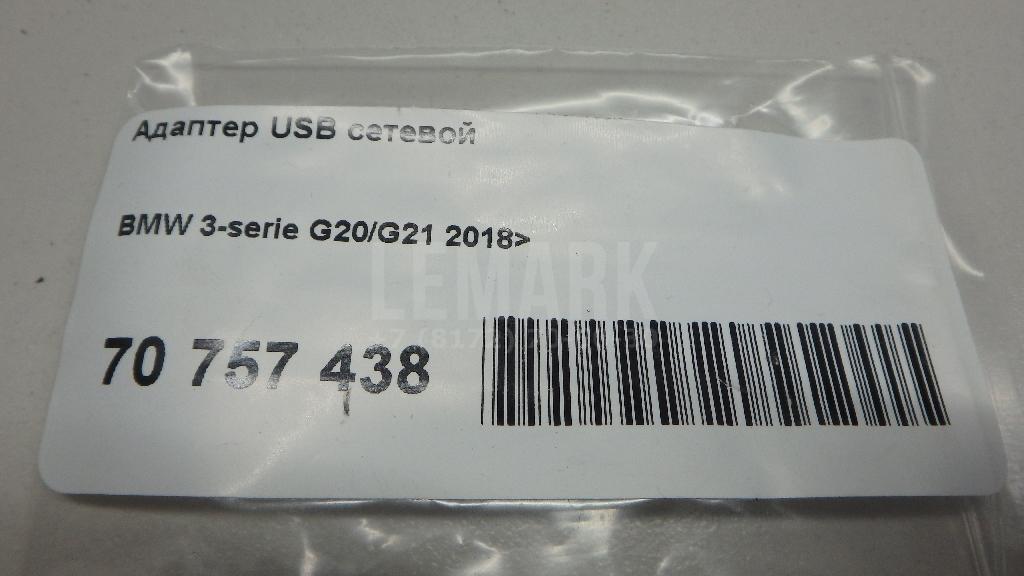 Адаптер USB сетевой
BMW 3-serie G20/G21 2018>
LEMARK
70 757 438